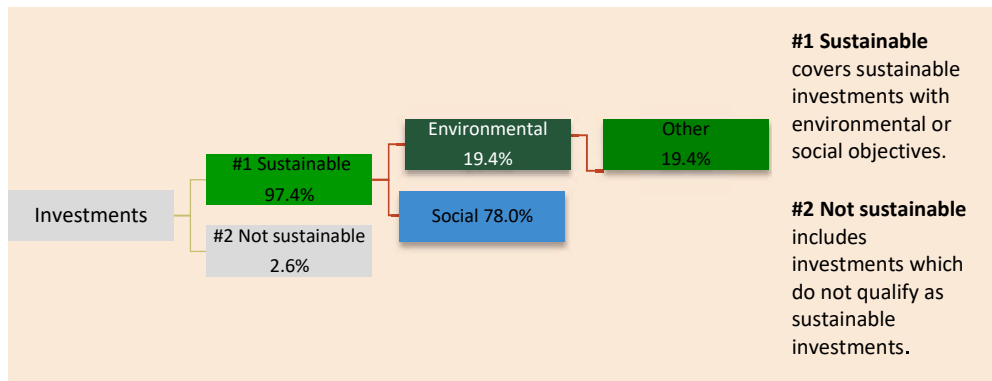 Investments
#1 Sustainable
97.4%
#2 Not sustainable
2.6%
Environmental
19.4%
Social 78.0%
Other
19.4%
#1 Sustainable
covers sustainable
investments with
environmental or
social objectives.
#2 Not sustainable
includes
investments which
do not qualify as
sustainable
investments.